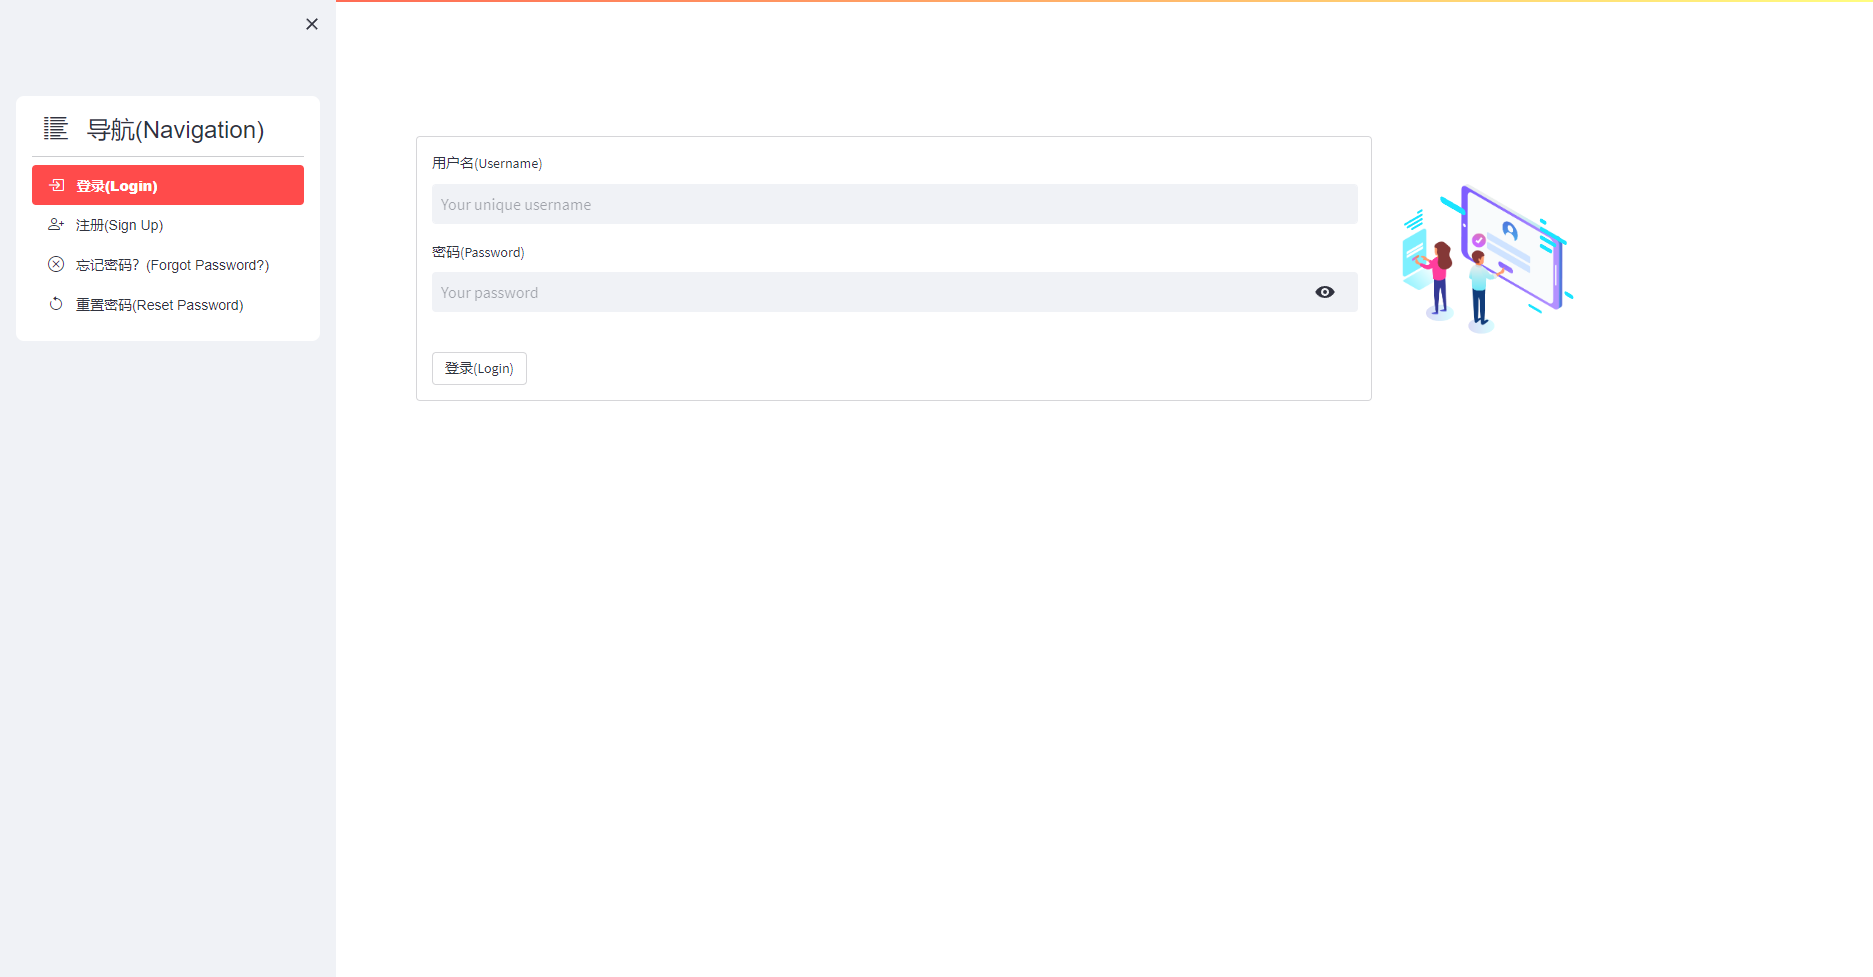 导航(Navigation)
登录(Login)
注册(Sign Up)
忘记密码？(Forgot Password?)
重置密码(Reset Password)
用户名(Username)
Your unique username
密码(Password)
Your password
登录(Login)